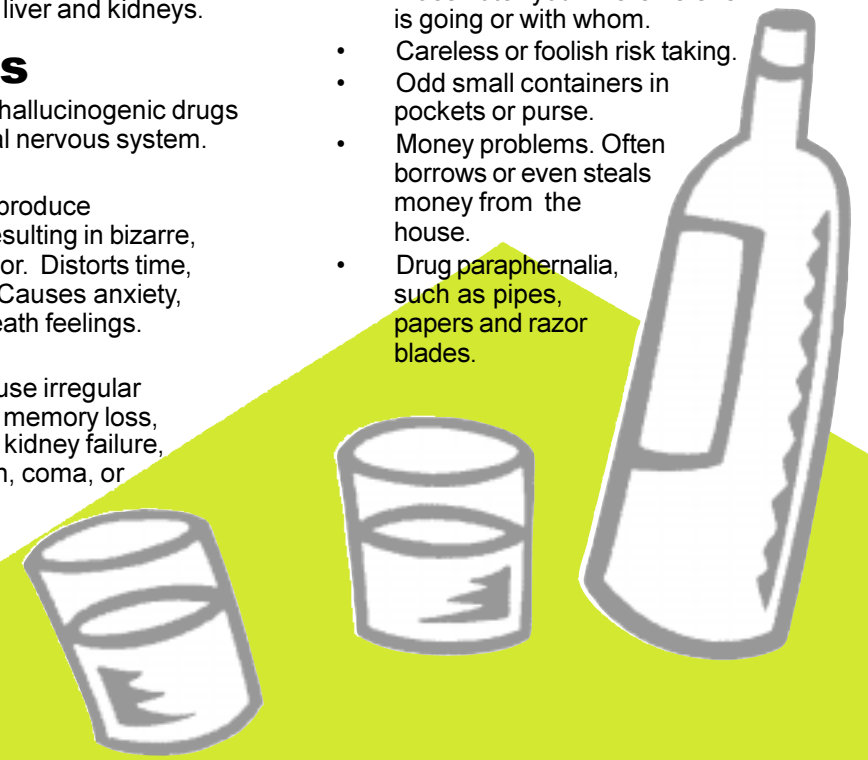 liver and kidneys.
s
hallucinogenic drugs
al nervous system.
produce
esulting in bizarre,
or. Distorts time,
Causes anxiety,
eath feelings.
use irregular
memory loss,
kidney failure,
n, coma, or
is going or with whom.
• Careless or foolish risk taking.
• Odd small containers in
pockets or purse.
• Money problems. Often
borrows or even steals
money from the
house.
• Drug paraphernalia,
such as pipes,
papers and razor
blades.